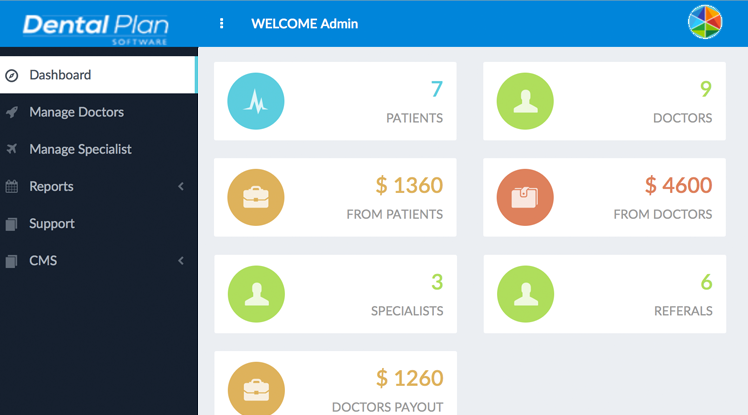 Dental Plan
SOFTWARE
WELCOME Admin
Dashboard
Manage Doctors
Manage Specialist
Reports
Support
CMS
7
PATIENTS
9
DOCTORS
$ 1360
FROM PATIENTS
$ 4600
FROM DOCTORS
3
SPECIALISTS
6
REFERALS
$ 1260
DOCTORS PAYOUT